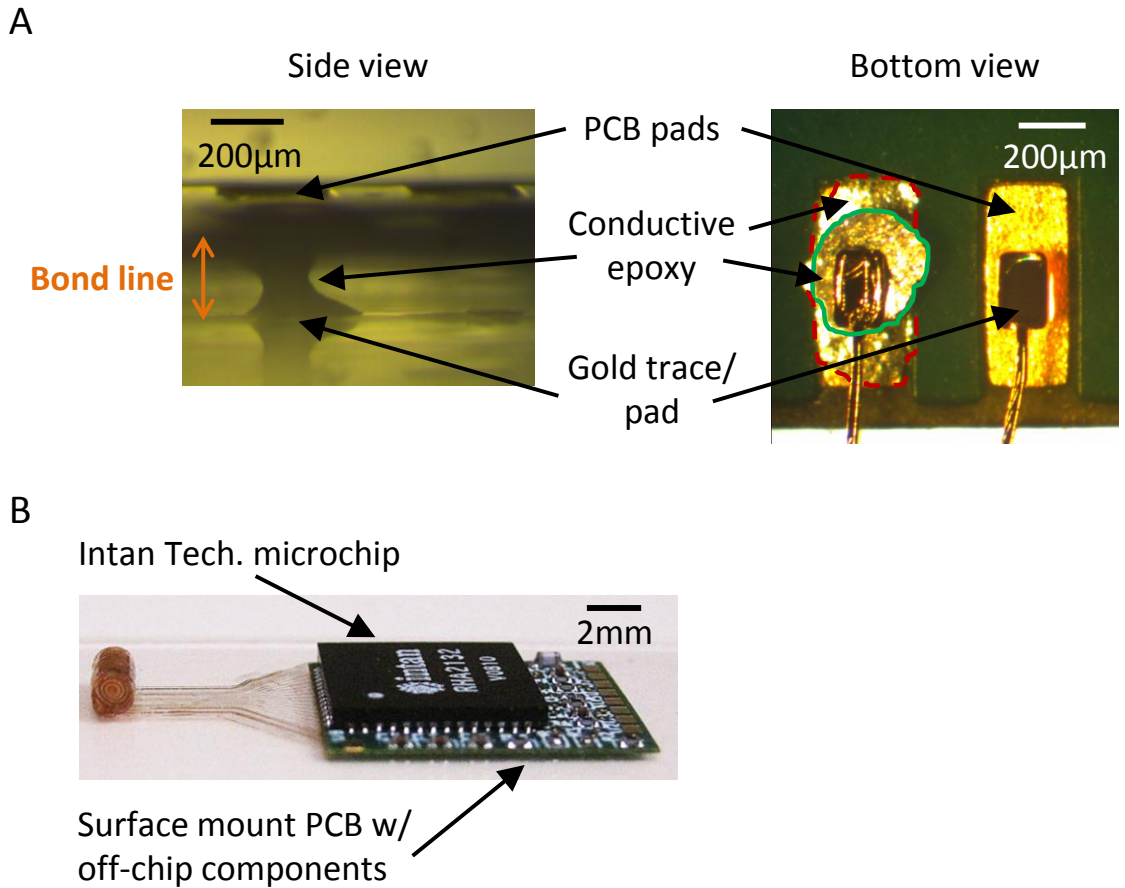 A
Side view
Bottom view
200µm
PCB pads
200µm
Conductive
epoxy
Bond line
Gold trace/
pad
B
Intan Tech. microchip
2mm
intan
RHA2132
V0810
Surface mount PCB w/
off-chip components